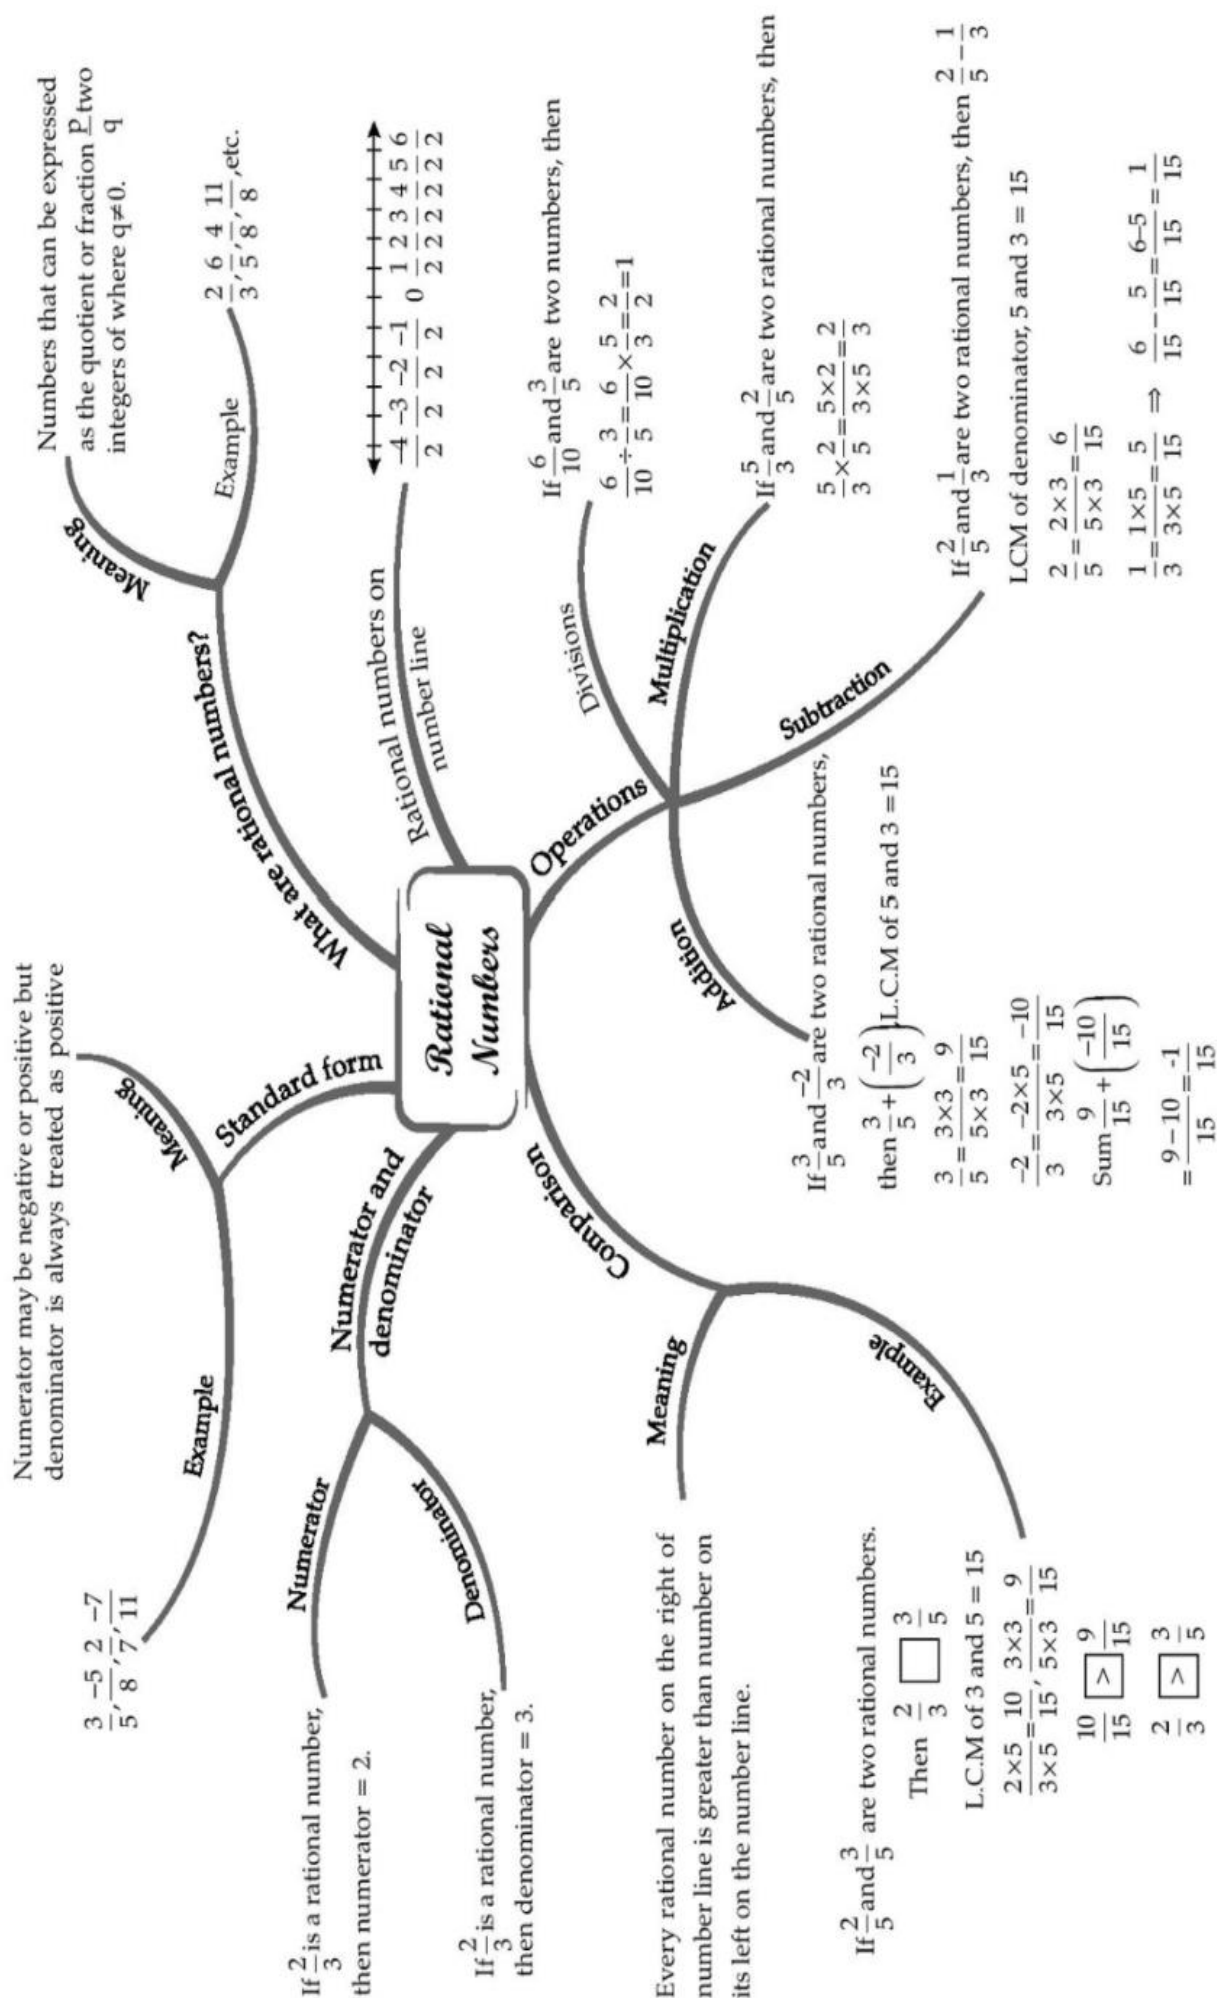 Rational
Numbers
What are rational numbers?
Meaning
Numbers that can be expressed
as the quotient or fraction p/q two
integers of where q≠0.
Example
2/3, 6/5, 4/8, 11/8, etc.
Rational numbers on
number line
-4/2 -3/2 -2/2 -1/2 0 1/2 2/2 3/2 4/2 5/2 6/2
Operations
Divisions
If 6/10 and 3/5 are two numbers, then
6/10 ÷ 3/5 = 6/10 × 5/3 = 2/2 = 1
Multiplication
If 5/3 and 2/5 are two rational numbers, then
5/3 × 2/5 = 5×2/3×5 = 2/3
Subtraction
If 2/5 and 1/3 are two rational numbers, then 2/5 − 1/3
LCM of denominator, 5 and 3 = 15
2/5 = 2×3/5×3 = 6/15
1/3 = 1×5/3×5 = 5/15 ⇒ 6/15 − 5/15 = 6–5/15 = 1/15
Addition
If 3/5 and -2/3 are two rational numbers,
then 3/5 + (-2/3) L.C.M of 5 and 3 = 15
3/5 = 3×3/5×3 = 9/15
-2/3 = -2×5/3×5 = -10/15
Sum 9/15 + (-10/15)
= 9−10/15 = -1/15
Comparison
Meaning
Every rational number on the right of
number line is greater than number on
its left on the number line.
Example
If 2/5 and 3/5 are two rational numbers.
Then 2/3 □ 3/5
L.C.M of 3 and 5 = 15
2×5/3×5 = 10/15, 3×3/5×3 = 9/15
10/15 > 9/15
2/3 > 3/5
Numerator and
denominator
Numerator
If 2/3 is a rational number,
then numerator = 2.
Denominator
If 2/3 is a rational number,
then denominator = 3.
Standard form
Meaning
Numerator may be negative or positive but
denominator is always treated as positive
Example
3/5, -5/8, 2/7, -7/11